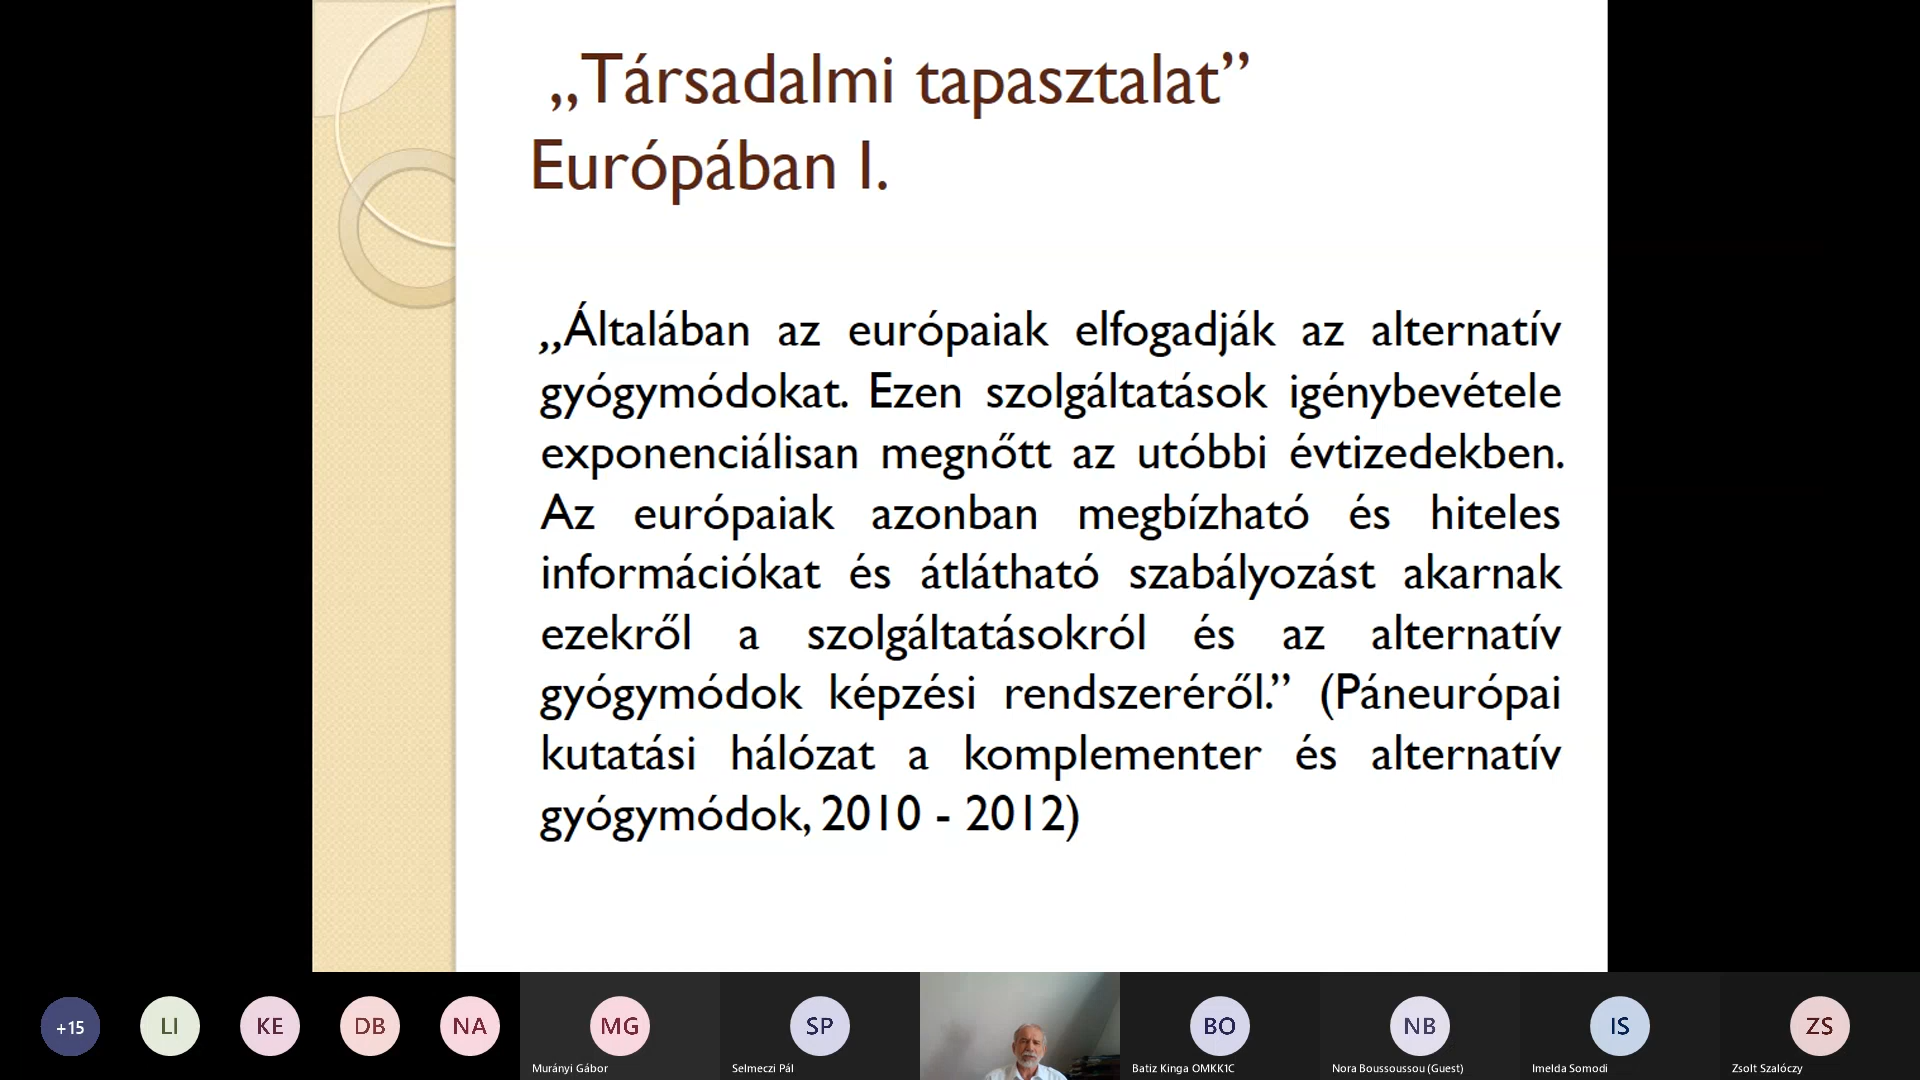 „Társadalmi tapasztalat”
Európában I.
„Általában az európaiak elfogadják az alternatív
gyógymódokat. Ezen szolgáltatások igénybevétele
exponenciálisan megnőtt az utóbbi évtizedekben.
Az európaiak azonban megbízható és hiteles
információkat és átlátható szabályozást akarnak
ezekről a szolgáltatásokról és az alternatív
gyógymódok képzési rendszeréről.” (Páneurópai
kutatási hálózat a komplementer és alternatív
gyógymódok, 2010 - 2012)
+15
LI
KE
DB
NA
MG
Murányi Gábor
SP
Selmeczi Pál
BO
Batiz Kinga OMKK1C
NB
Nora Boussoussou (Guest)
IS
Imelda Somodi
ZS
Zsolt Szalóczy